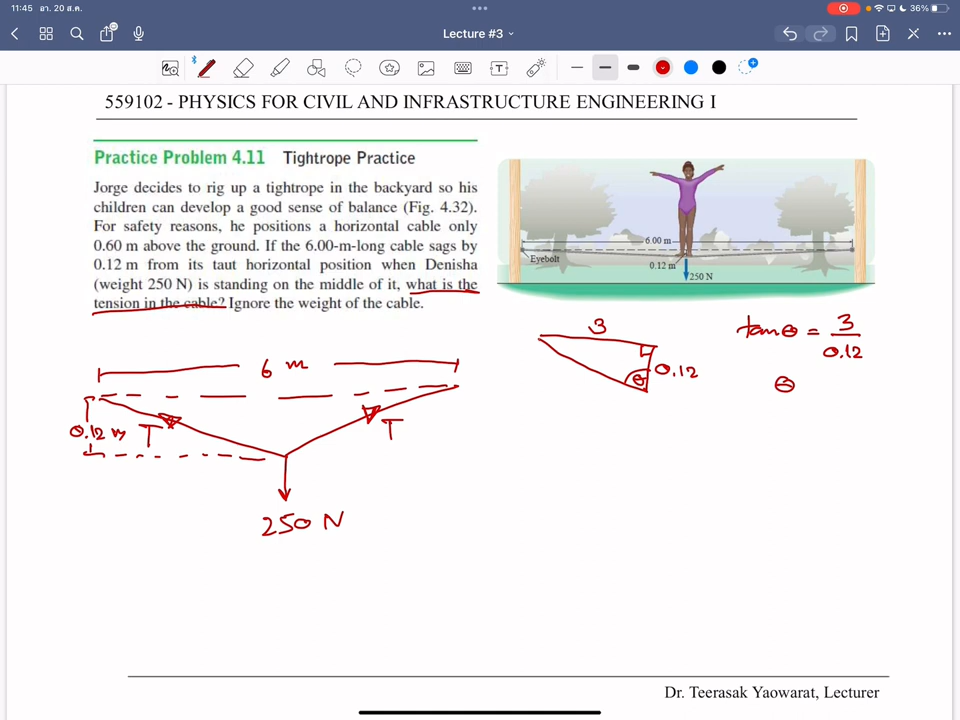 11:45 อา. 20 ส.ค.
36%
Lecture #3
559102 - PHYSICS FOR CIVIL AND INFRASTRUCTURE ENGINEERING I
Practice Problem 4.11 Tightrope Practice
Jorge decides to rig up a tightrope in the backyard so his
children can develop a good sense of balance (Fig. 4.32).
For safety reasons, he positions a horizontal cable only
0.60 m above the ground. If the 6.00-m-long cable sags by
0.12 m from its taut horizontal position when Denisha
(weight 250 N) is standing on the middle of it, what is the
tension in the cable? Ignore the weight of the cable.
6.00 m
Eyebolt
0.12 m
250 N
3
0.12
θ
tan θ = 3
0.12
θ
6 m
0.12 m
T
T
250 N
Dr. Teerasak Yaowarat, Lecturer